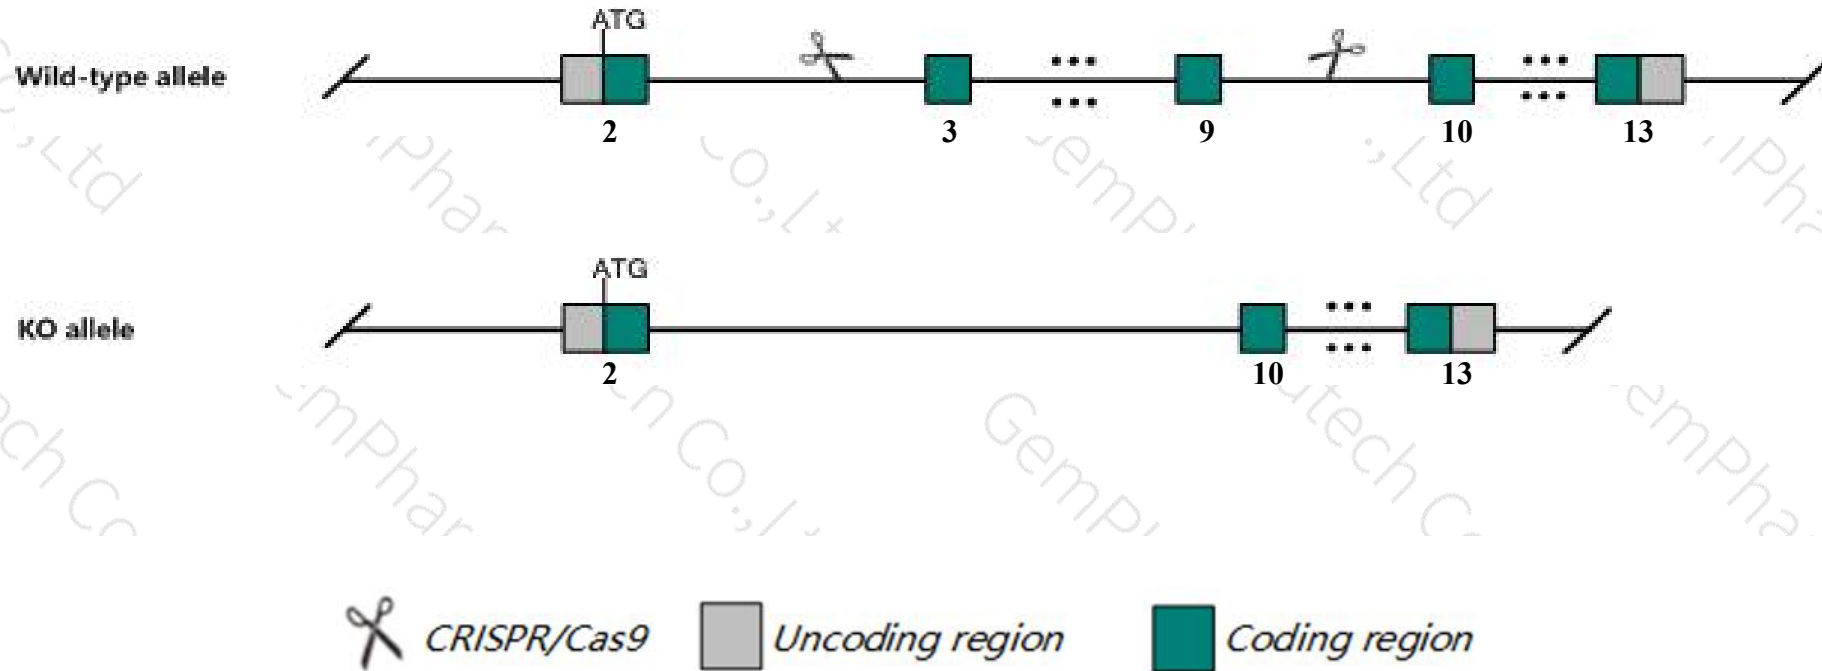 ATG
Wild-type allele
2 3 9 10 13
ATG
KO allele
2 10 13
CRISPR/Cas9 Uncoding region Coding region